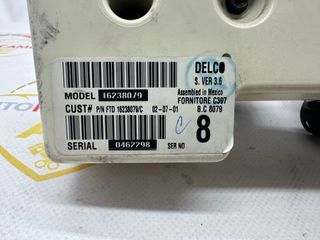 DELCO
S. VER 3.6
MODEL 16238079
Assembled in Mexico
FORNITORE C397
CUST# P/N FTD 16238079/C 02-07-01 B.C 8079
C 8
SERIAL 0462298 SER NO